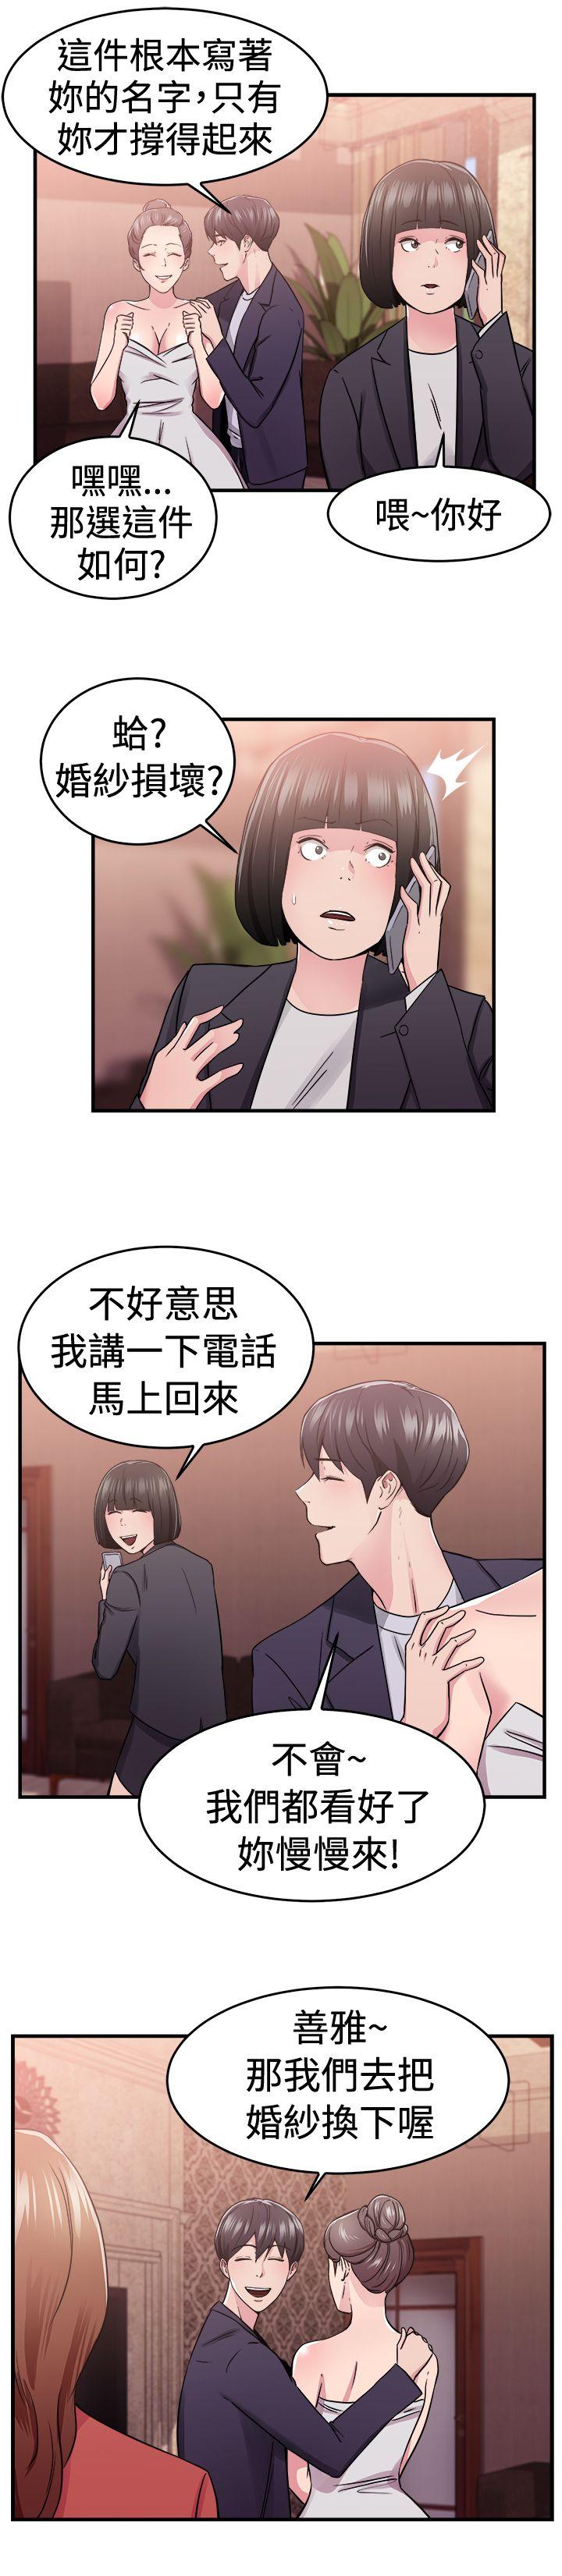 這件根本寫著
妳的名字，只有
妳才撐得起來
嘿嘿…
那選這件
如何?
喂~你好
蛤?
婚紗損壞?
不好意思
我講一下電話
馬上回來
不會~
我們都看好了
妳慢慢來!
善雅~
那我們去把
婚紗換下喔